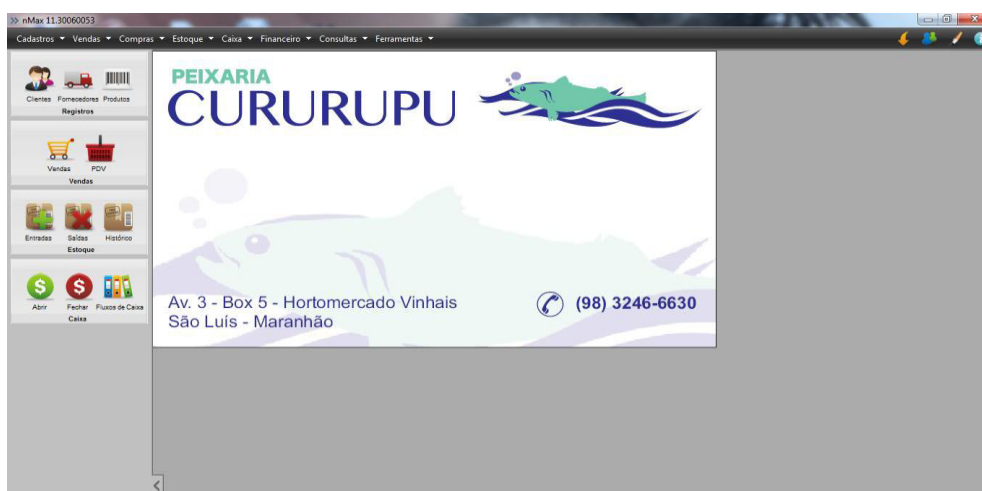 nMax 11.30060053
Cadastros Vendas Compras Estoque Caixa Financeiro Consultas Ferramentas
Clientes Fornecedores Produtos
Registros
Vendas PDV
Vendas
Entradas Saídas Histórico
Estoque
Abrir Fechar Fluxos de Caixa
Caixa
PEIXARIA
CURURUPU
Av. 3 - Box 5 - Hortomercado Vinhais
São Luís - Maranhão
(98) 3246-6630